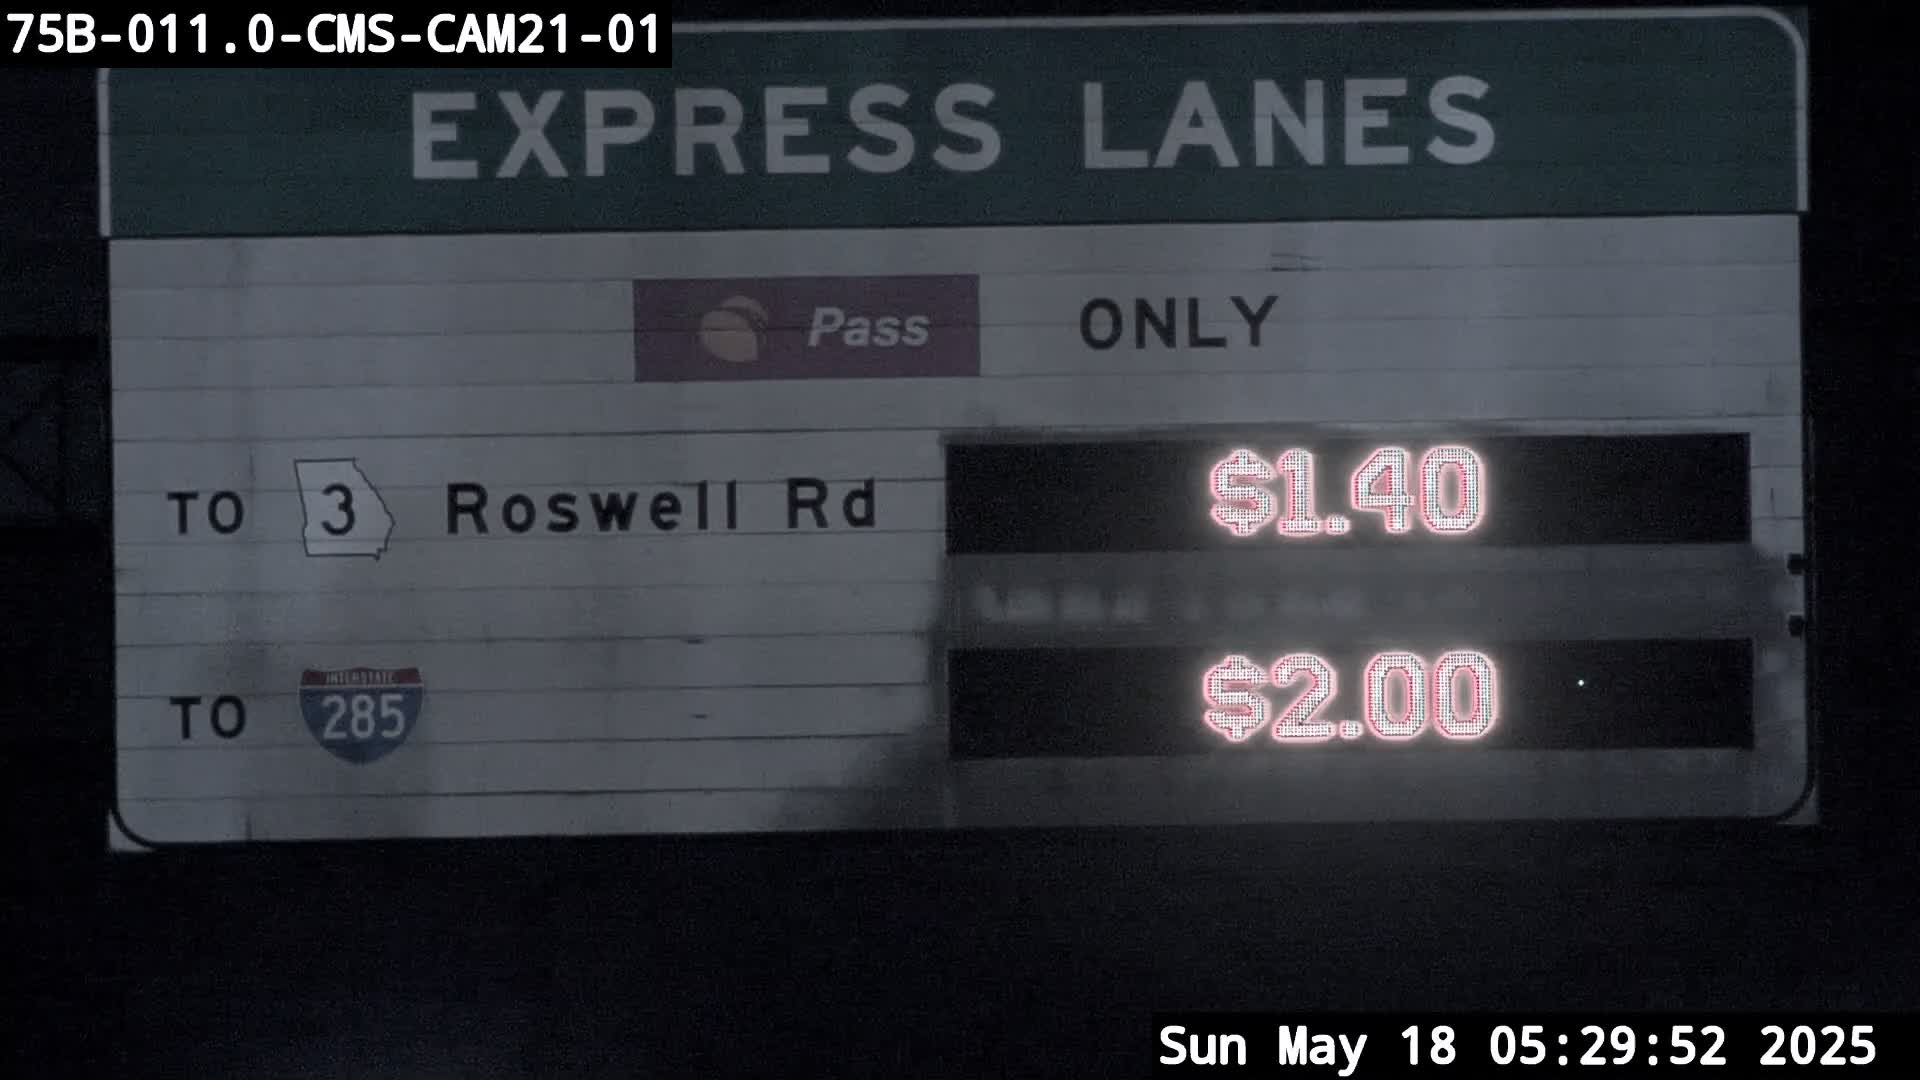 75B-011.0-CMS-CAM21-01
EXPRESS LANES
Pass ONLY
TO 3 Roswell Rd $1.40
TO INTERSTATE 285 $2.00
Sun May 18 05:29:52 2025